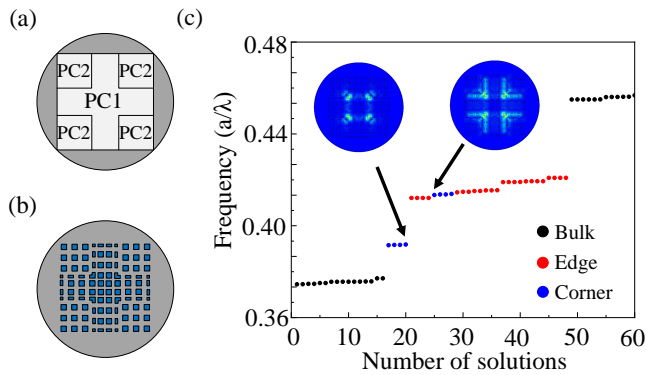 (a)
PC2 PC2
PC1
PC2 PC2
(b)
(c)
Frequency (a/λ)
0.48
0.44
0.40
0.36
Bulk
Edge
Corner
0 10 20 30 40 50 60
Number of solutions